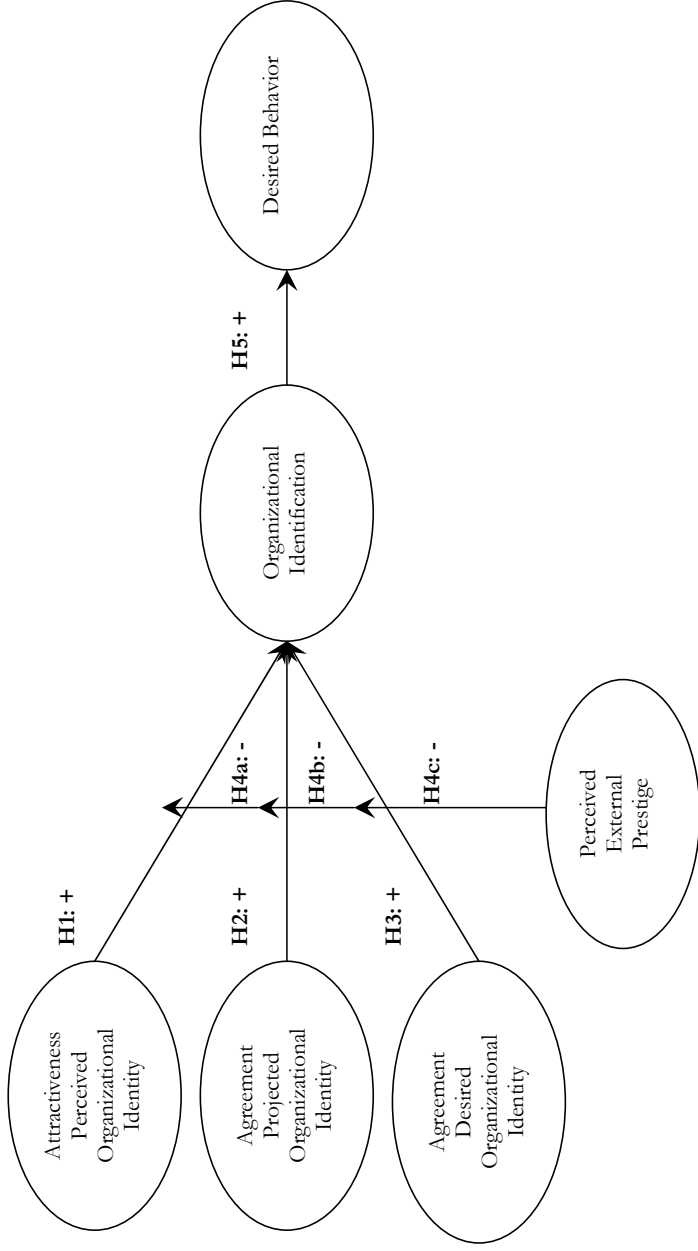 Attractiveness
Perceived
Organizational
Identity
H1: +
Agreement
Projected
Organizational
Identity
H2: +
Agreement
Desired
Organizational
Identity
H3: +
H4a: -
H4b: -
H4c: -
Perceived
External
Prestige
Organizational
Identification
H5: +
Desired Behavior